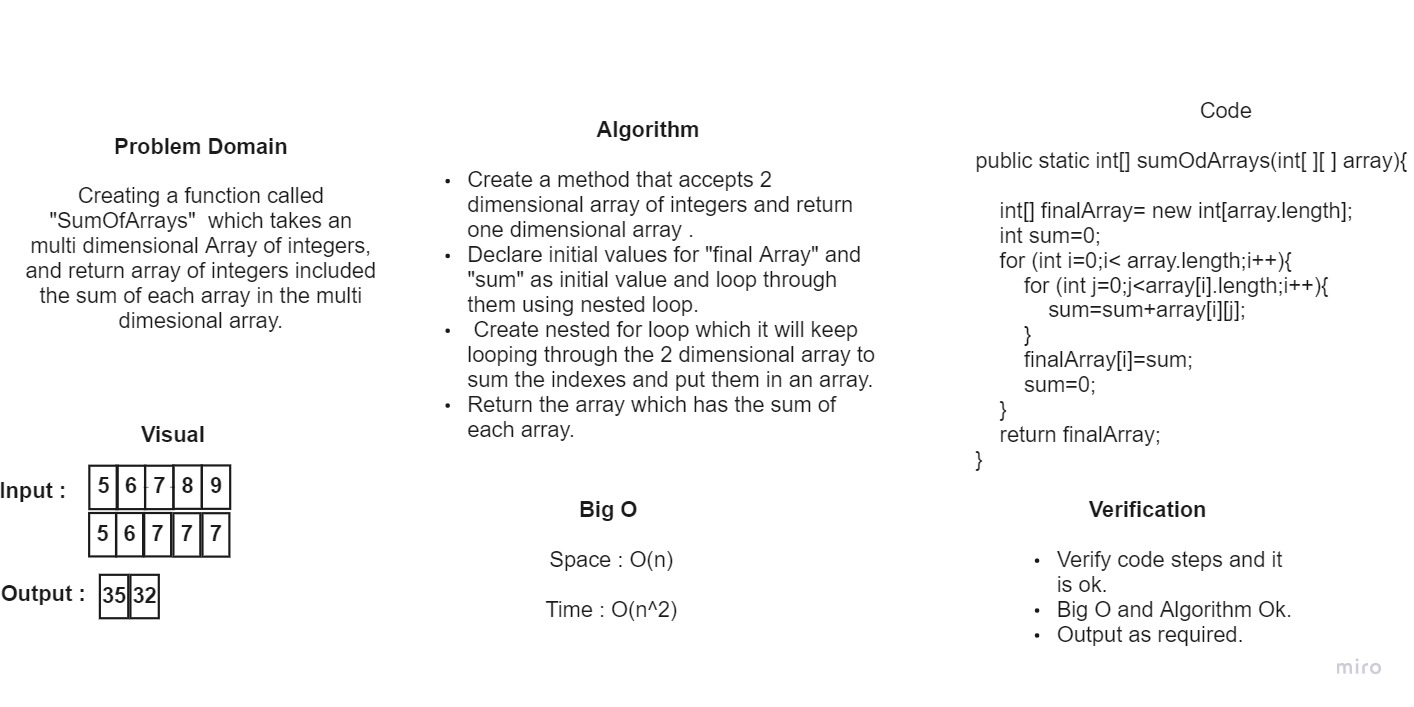 Problem Domain
Creating a function called
"SumOfArrays"  which takes an
multi dimensional Array of integers,
and return array of integers included
the sum of each array in the multi
dimesional array.
Visual
Input :
5 6 7 8 9
5 6 7 7 7
Output :
35 32
Algorithm
• Create a method that accepts 2
dimensional array of integers and return
one dimensional array .
• Declare initial values for "final Array" and
"sum" as initial value and loop through
them using nested loop.
•  Create nested for loop which it will keep
looping through the 2 dimensional array to
sum the indexes and put them in an array.
• Return the array which has the sum of
each array.
Big O
Space : O(n)
Time : O(n^2)
Code
public static int[] sumOdArrays(int[ ][ ] array){
int[] finalArray= new int[array.length];
int sum=0;
for (int i=0;i< array.length;i++){
for (int j=0;j<array[i].length;i++){
sum=sum+array[i][j];
}
finalArray[i]=sum;
sum=0;
}
return finalArray;
}
Verification
• Verify code steps and it
is ok.
• Big O and Algorithm Ok.
• Output as required.
miro